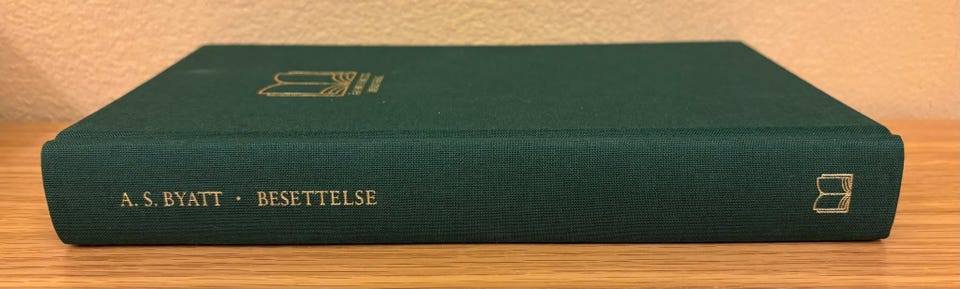 A. S. BYATT · BESETTELSE